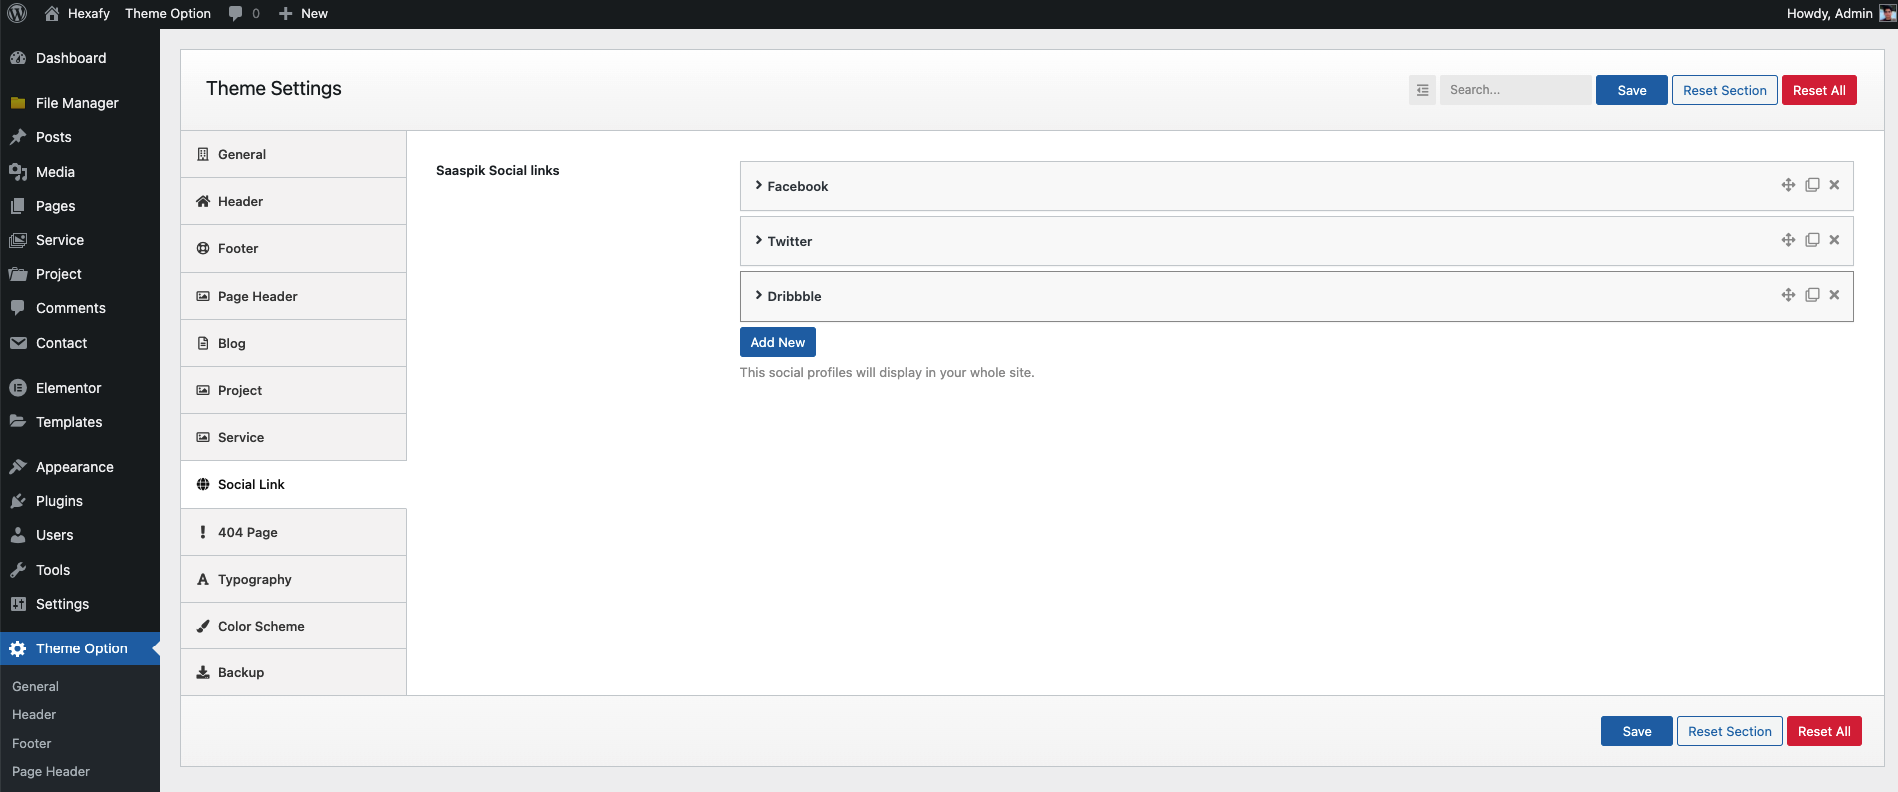 Hexafy
Theme Option
0
New
Howdy, Admin
Dashboard
File Manager
Posts
Media
Pages
Service
Project
Comments
Contact
Elementor
Templates
Appearance
Plugins
Users
Tools
Settings
Theme Option
General
Header
Footer
Page Header
Theme Settings
Search...
Save
Reset Section
Reset All
General
Header
Footer
Page Header
Blog
Project
Service
Social Link
404 Page
Typography
Color Scheme
Backup
Saaspik Social links
Facebook
Twitter
Dribbble
Add New
This social profiles will display in your whole site.
Save
Reset Section
Reset All